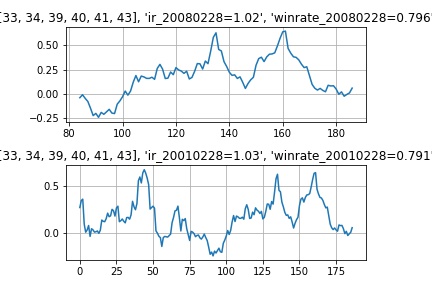 [33, 34, 39, 40, 41, 43], 'ir_20080228=1.02', 'winrate_20080228=0.796'
0.50
0.25
0.00
−0.25
80 100 120 140 160 180
[33, 34, 39, 40, 41, 43], 'ir_20010228=1.03', 'winrate_20010228=0.791'
0.5
0.0
0 25 50 75 100 125 150 175